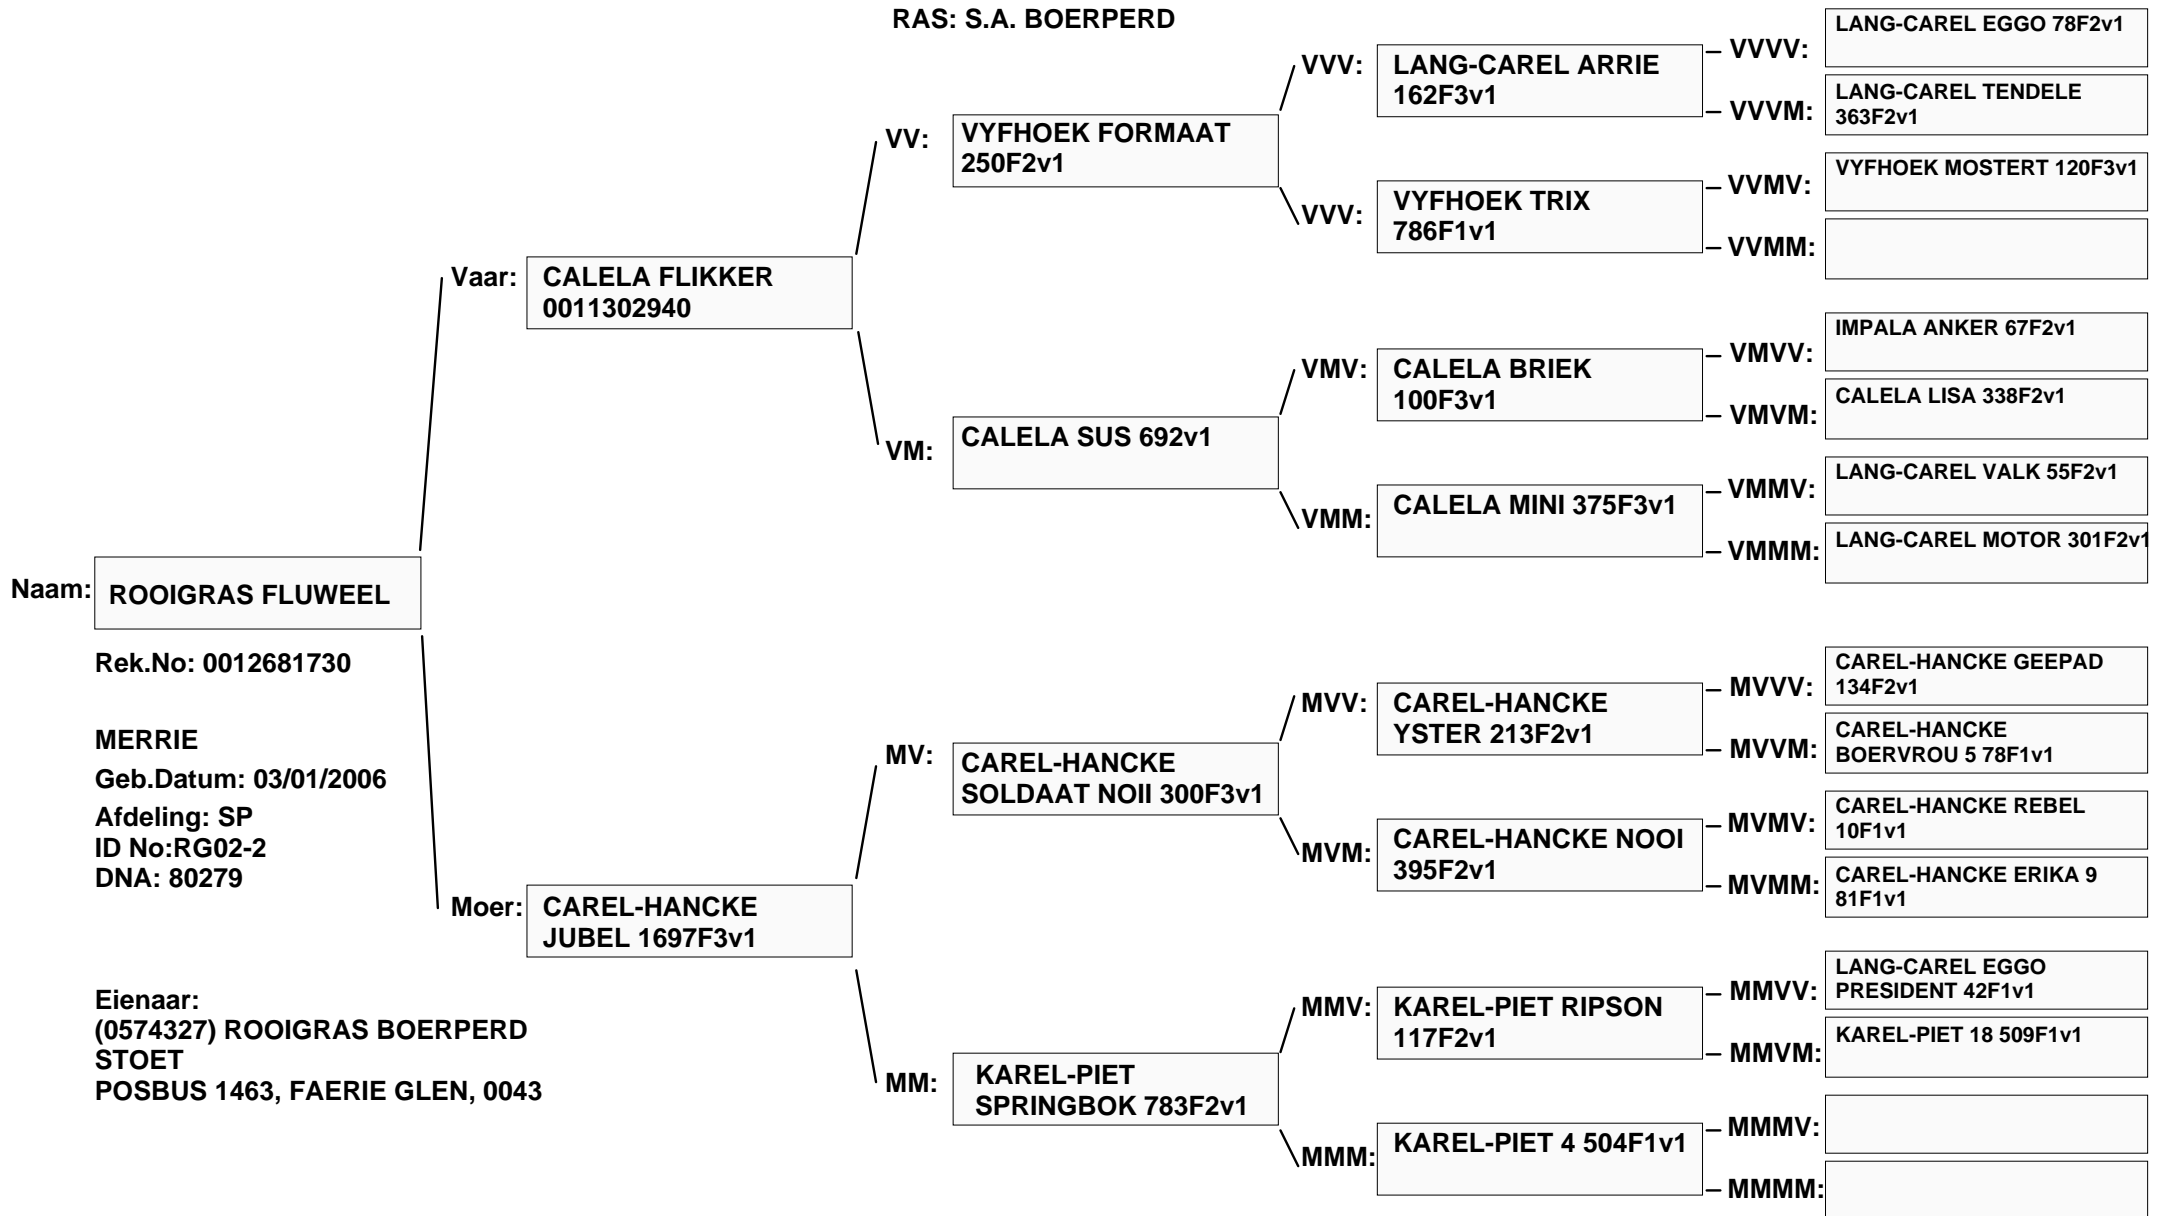 RAS: S.A. BOERPERD
Naam:
ROOIGRAS FLUWEEL
Rek.No: 0012681730
MERRIE
Geb.Datum: 03/01/2006
Afdeling: SP
ID No:RG02-2
DNA: 80279
Eienaar:
(0574327) ROOIGRAS BOERPERD
STOET
POSBUS 1463, FAERIE GLEN, 0043
Vaar:
CALELA FLIKKER
0011302940
Moer:
CAREL-HANCKE
JUBEL 1697F3v1
VV:
VYFHOEK FORMAAT
250F2v1
VM:
CALELA SUS 692v1
MV:
CAREL-HANCKE
SOLDAAT NOII 300F3v1
MM:
KAREL-PIET
SPRINGBOK 783F2v1
VVV:
LANG-CAREL ARRIE
162F3v1
VVV:
VYFHOEK TRIX
786F1v1
VMV:
CALELA BRIEK
100F3v1
VMM:
CALELA MINI 375F3v1
MVV:
CAREL-HANCKE
YSTER 213F2v1
MVM:
CAREL-HANCKE NOOI
395F2v1
MMV:
KAREL-PIET RIPSON
117F2v1
MMM:
KAREL-PIET 4 504F1v1
– VVVV:
LANG-CAREL EGGO 78F2v1
– VVVM:
LANG-CAREL TENDELE
363F2v1
– VVMV:
VYFHOEK MOSTERT 120F3v1
– VVMM:
– VMVV:
IMPALA ANKER 67F2v1
– VMVM:
CALELA LISA 338F2v1
– VMMV:
LANG-CAREL VALK 55F2v1
– VMMM:
LANG-CAREL MOTOR 301F2v1
– MVVV:
CAREL-HANCKE GEEPAD
134F2v1
– MVVM:
CAREL-HANCKE
BOERVROU 5 78F1v1
– MVMV:
CAREL-HANCKE REBEL
10F1v1
– MVMM:
CAREL-HANCKE ERIKA 9
81F1v1
– MMVV:
LANG-CAREL EGGO
PRESIDENT 42F1v1
– MMVM:
KAREL-PIET 18 509F1v1
– MMMV:
– MMMM: